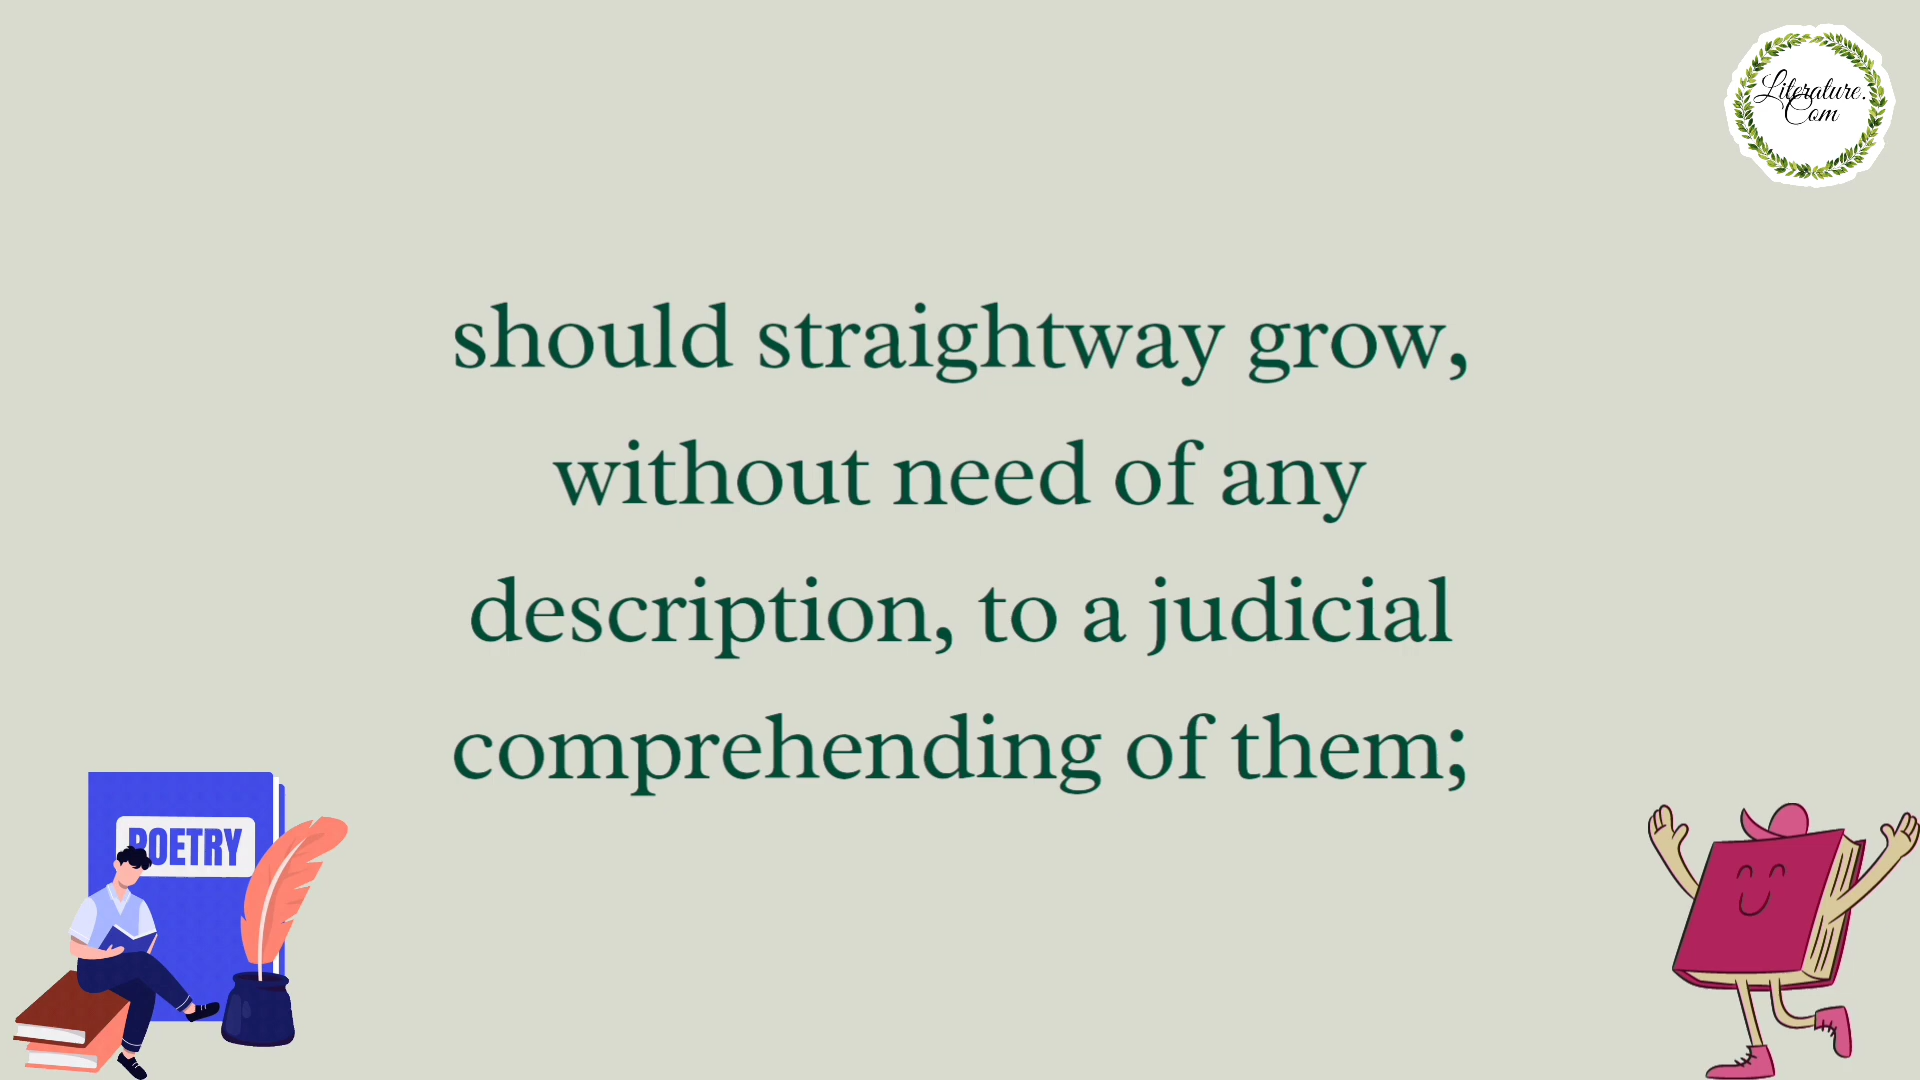 Literature.
Com
should straightway grow,
without need of any
description, to a judicial
comprehending of them;
POETRY